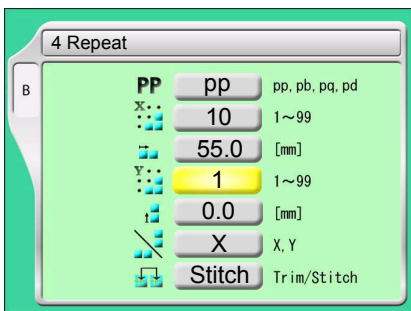 4 Repeat
B
PP pp pp, pb, pq, pd
X 10 1～99
55.0 [mm]
Y 1 1～99
0.0 [mm]
X X, Y
Stitch Trim/Stitch